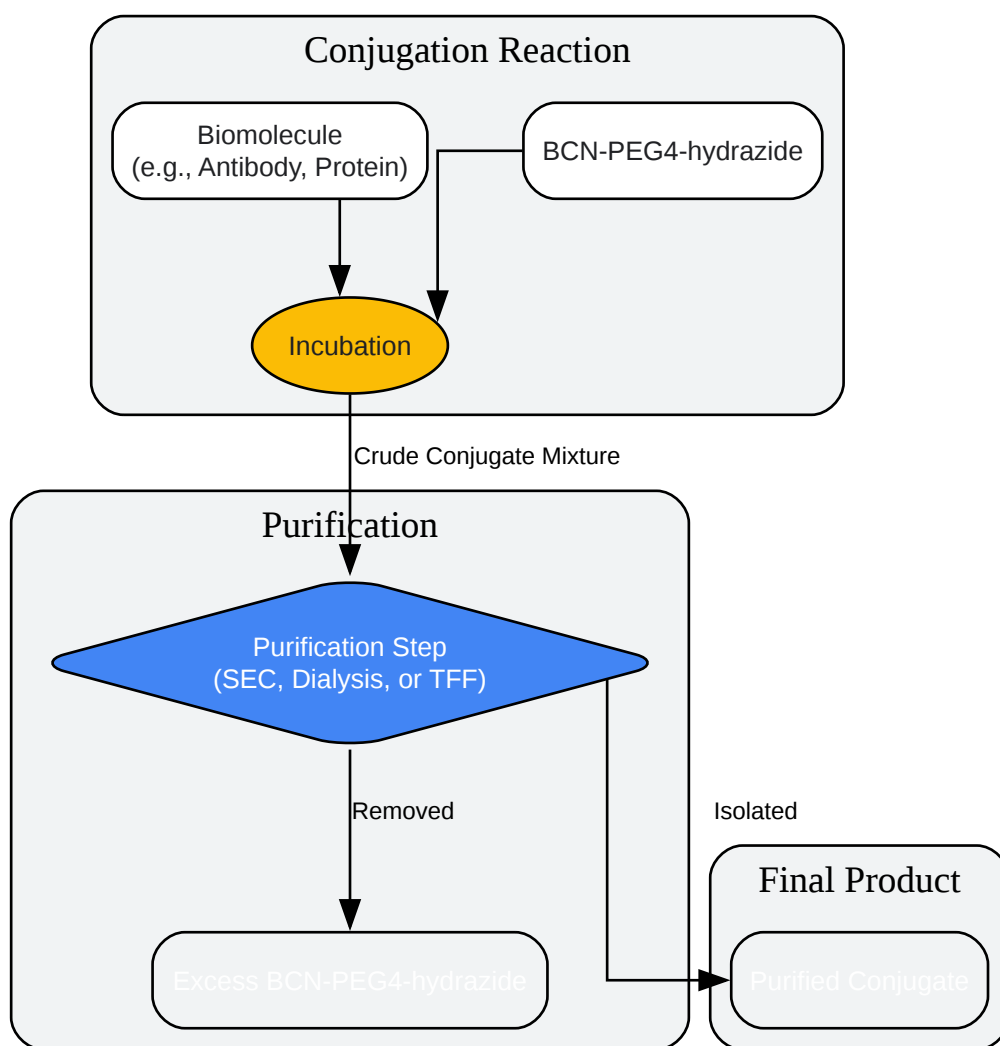 Conjugation Reaction
Biomolecule
(e.g., Antibody, Protein)
BCN-PEG4-hydrazide
Incubation
Crude Conjugate Mixture
Purification
Purification Step
(SEC, Dialysis, or TFF)
Removed
Isolated
Final Product
Excess BCN-PEG4-hydrazide
Purified Conjugate